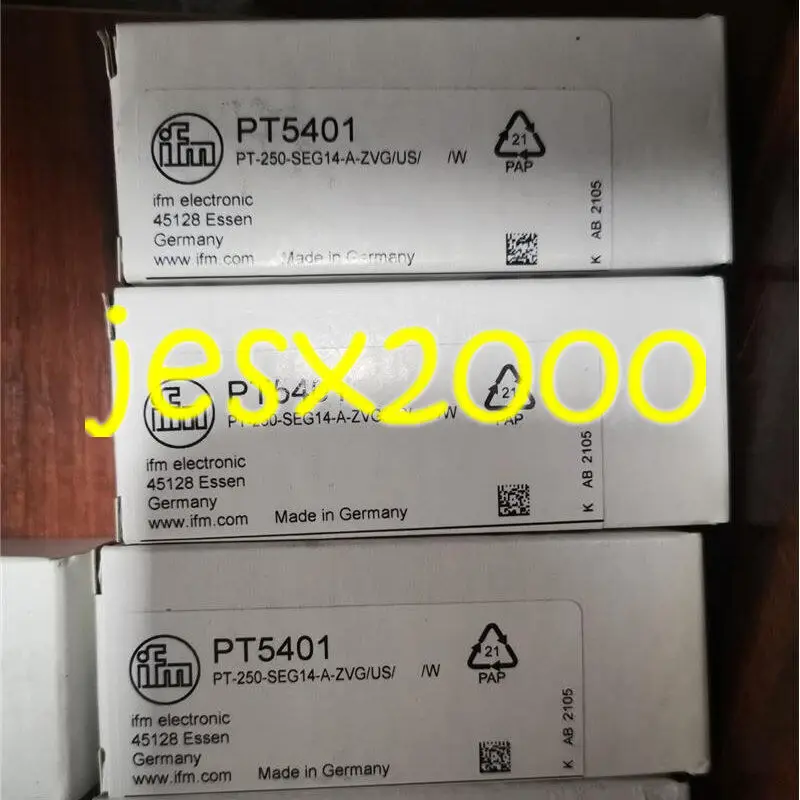 ifm
PT5401
PT-250-SEG14-A-ZVG/US/ /W
21
PAP
ifm electronic
45128 Essen
Germany
www.ifm.com Made in Germany
K AB 2105
jesx2000
ifm
PT5401
PT-250-SEG14-A-ZVG/ /W
21
PAP
ifm electronic
45128 Essen
Germany
www.ifm.com Made in Germany
K AB 2105
ifm
PT5401
PT-250-SEG14-A-ZVG/US/ /W
21
PAP
ifm electronic
45128 Essen
Germany
www.ifm.com Made in Germany
K AB 2105